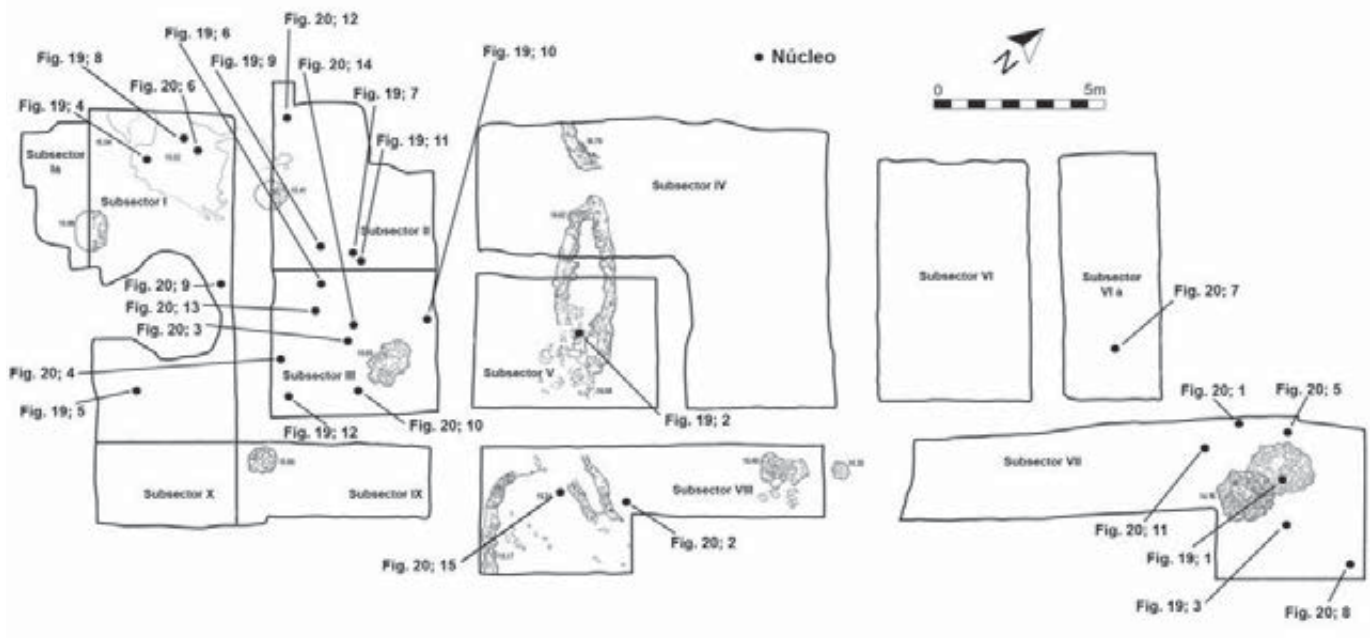 Fig. 20; 12
Fig. 19; 6
Fig. 19; 9
Fig. 20; 14
Fig. 19; 10
Fig. 19; 8
Fig. 20; 6
Fig. 19; 4
Fig. 19; 7
Fig. 19; 11
Núcleo
N
0 5m
Subsector
Ia
Subsector I
Subsector II
Subsector IV
Subsector VI
Subsector
VI a
Fig. 20; 9
Fig. 20; 13
Fig. 20; 3
Fig. 20; 7
Fig. 20; 4
Subsector III
Subsector V
Fig. 19; 5
Fig. 19; 12
Fig. 20; 10
Fig. 19; 2
Fig. 20; 1
Fig. 20; 5
Subsector X
Subsector IX
Subsector VIII
Subsector VII
Fig. 20; 15
Fig. 20; 2
Fig. 20; 11
Fig. 19; 1
Fig. 19; 3
Fig. 20; 8